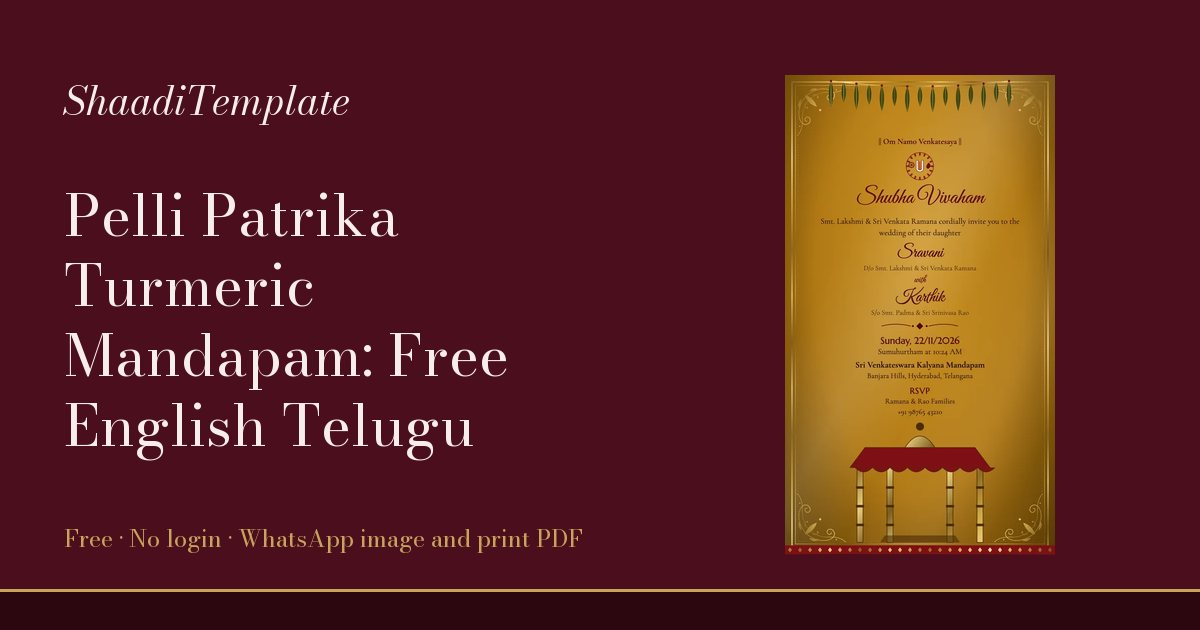 ShaadiTemplate
Pelli Patrika
Turmeric
Mandapam: Free
English Telugu
Free · No login · WhatsApp image and print PDF
|| Om Namo Venkatesaya ||
U
Shubha Vivaham
Smt. Lakshmi & Sri Venkata Ramana cordially invite you to the
wedding of their daughter
Sravani
D/o Smt. Lakshmi & Sri Venkata Ramana
with
Karthik
S/o Smt. Padma & Sri Srinivasa Rao
Sunday, 22/11/2026
Sumuhurtham at 10:24 AM
Sri Venkateswara Kalyana Mandapam
Banjara Hills, Hyderabad, Telangana
RSVP
Ramana & Rao Families
+91 98765 43210